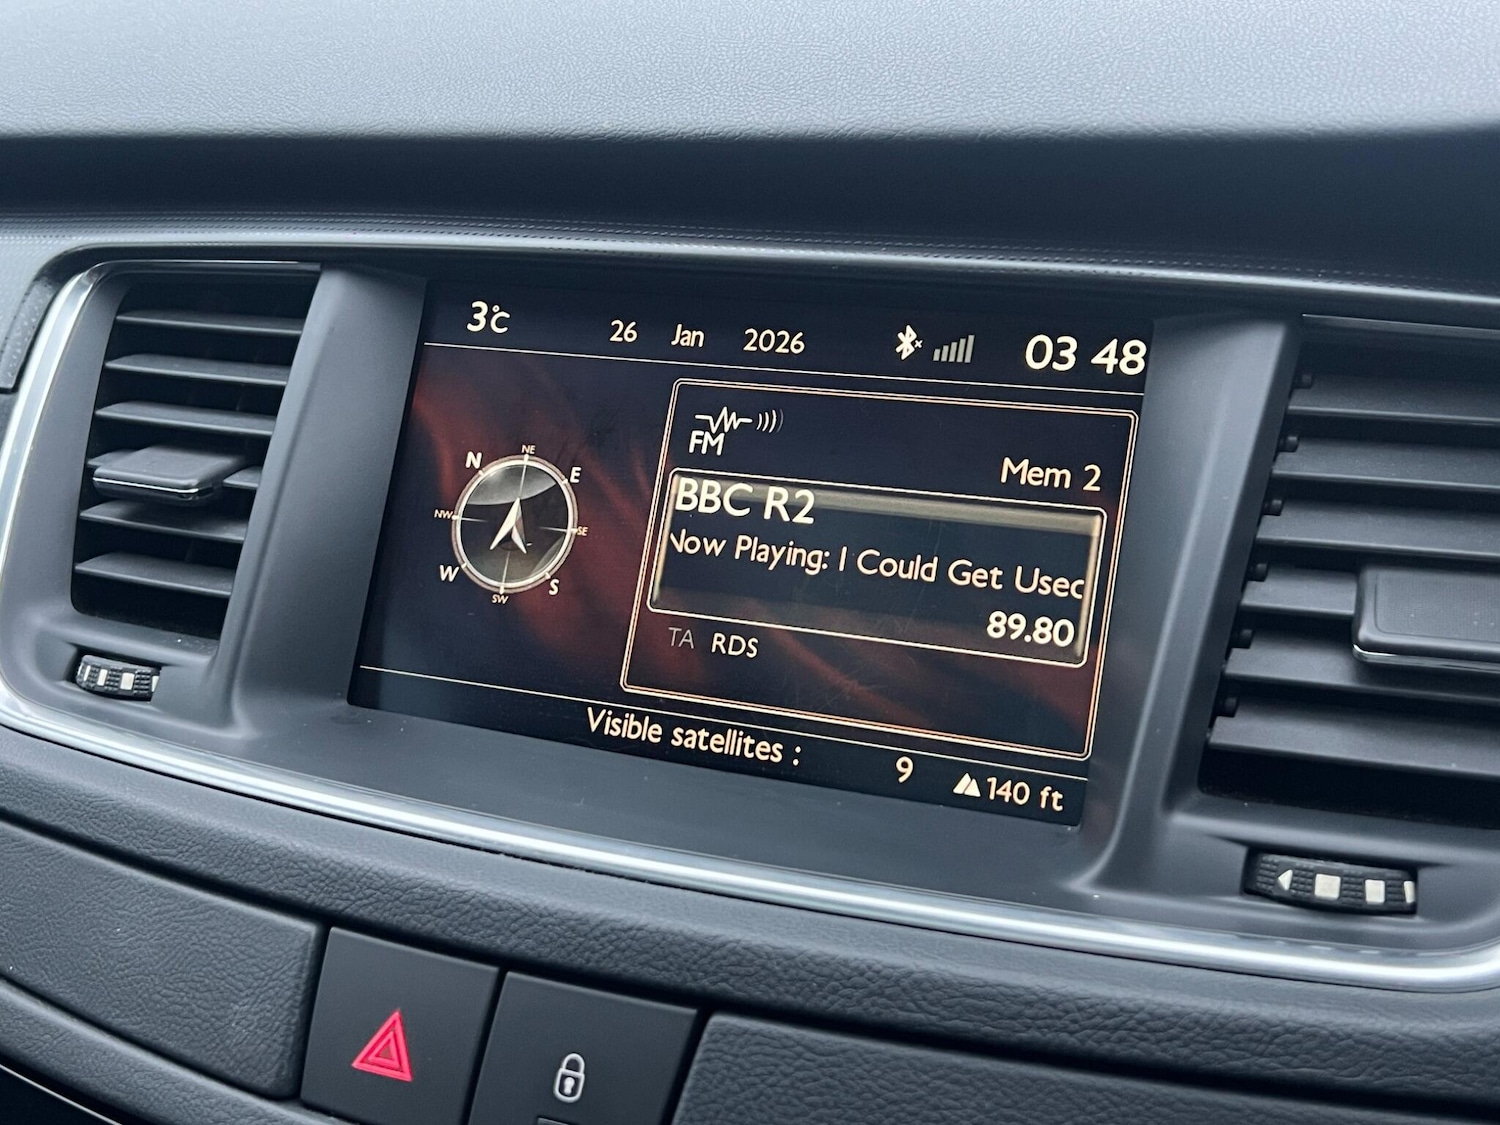 3°C 26 Jan 2026 03 48
FM
Mem 2
BBC R2
Now Playing: I Could Get Used
89.80
TA RDS
N NE E
NW SE
W SW S
Visible satellites : 9 140 ft